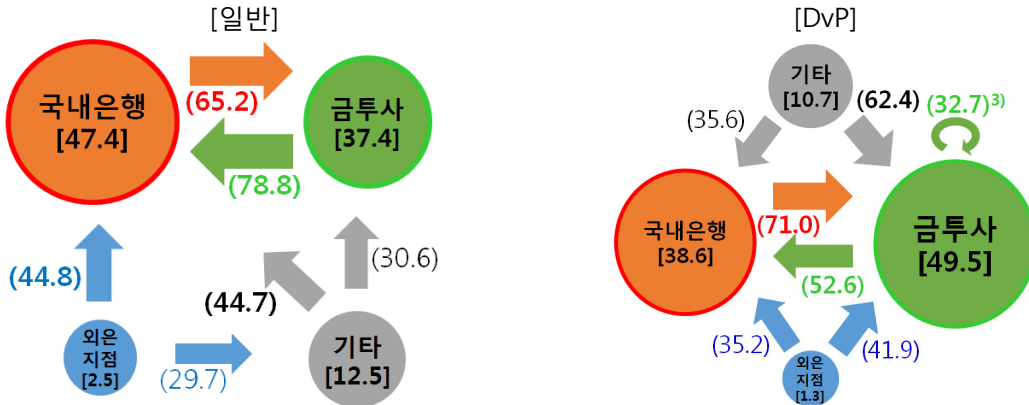 [일반]
국내은행
[47.4]
(65.2)
(78.8)
금투사
[37.4]
(44.8)
(44.7)
(30.6)
외은
지점
[2.5]
(29.7)
기타
[12.5]
[DvP]
기타
[10.7]
(35.6)
(62.4)
(32.7)³⁾
국내은행
[38.6]
(71.0)
(52.6)
금투사
[49.5]
(35.2)
(41.9)
외은
지점
[1.3]